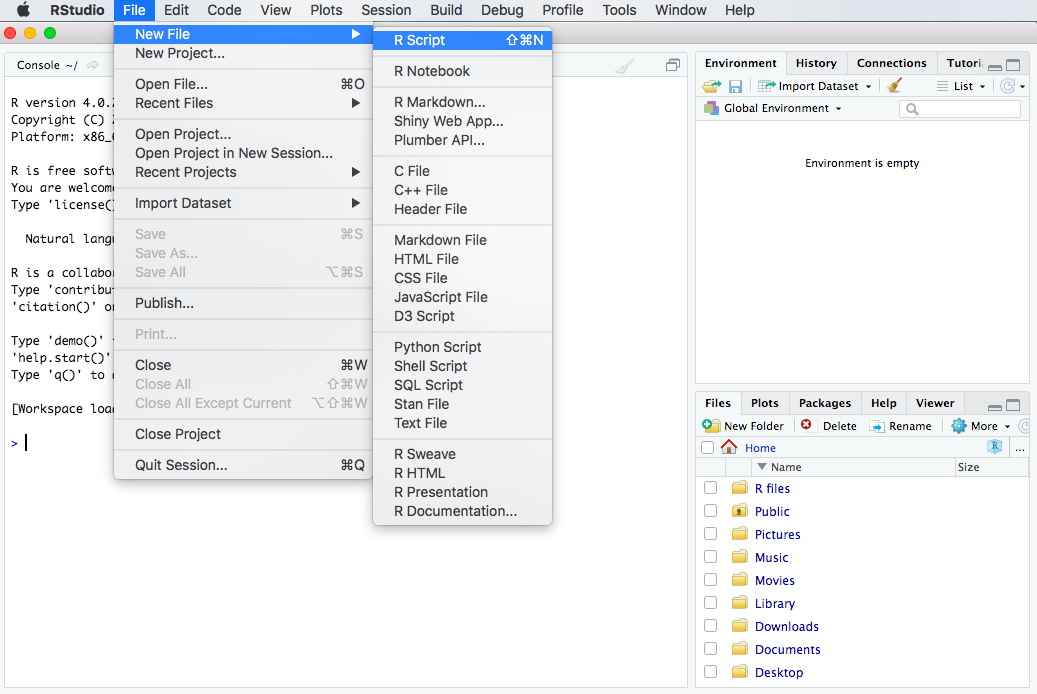 RStudio File Edit Code View Plots Session Build Debug Profile Tools Window Help
New File
New Project...
Open File... ⌘O
Recent Files
Open Project...
Open Project in New Session...
Recent Projects
Import Dataset
Save ⌘S
Save As...
Save All ⌥⌘S
Publish...
Print...
Close ⌘W
Close All ⇧⌘W
Close All Except Current ⌥⇧⌘W
Close Project
Quit Session... ⌘Q
R Script ⇧⌘N
R Notebook
R Markdown...
Shiny Web App...
Plumber API...
C File
C++ File
Header File
Markdown File
HTML File
CSS File
JavaScript File
D3 Script
Python Script
Shell Script
SQL Script
Stan File
Text File
R Sweave
R HTML
R Presentation
R Documentation...
Console ~/
R version 4.0.
Copyright (C)
Platform: x86_
R is free soft
You are welcom
Type 'license(
Natural lang
R is a collabo
Type 'contribu
'citation()' o
Type 'demo()'
'help.start()'
Type 'q()' to
[Workspace loa
>
Environment History Connections Tutori
Import Dataset List
Global Environment
Environment is empty
Files Plots Packages Help Viewer
New Folder Delete Rename More
Home ...
Name Size
R files
Public
Pictures
Music
Movies
Library
Downloads
Documents
Desktop